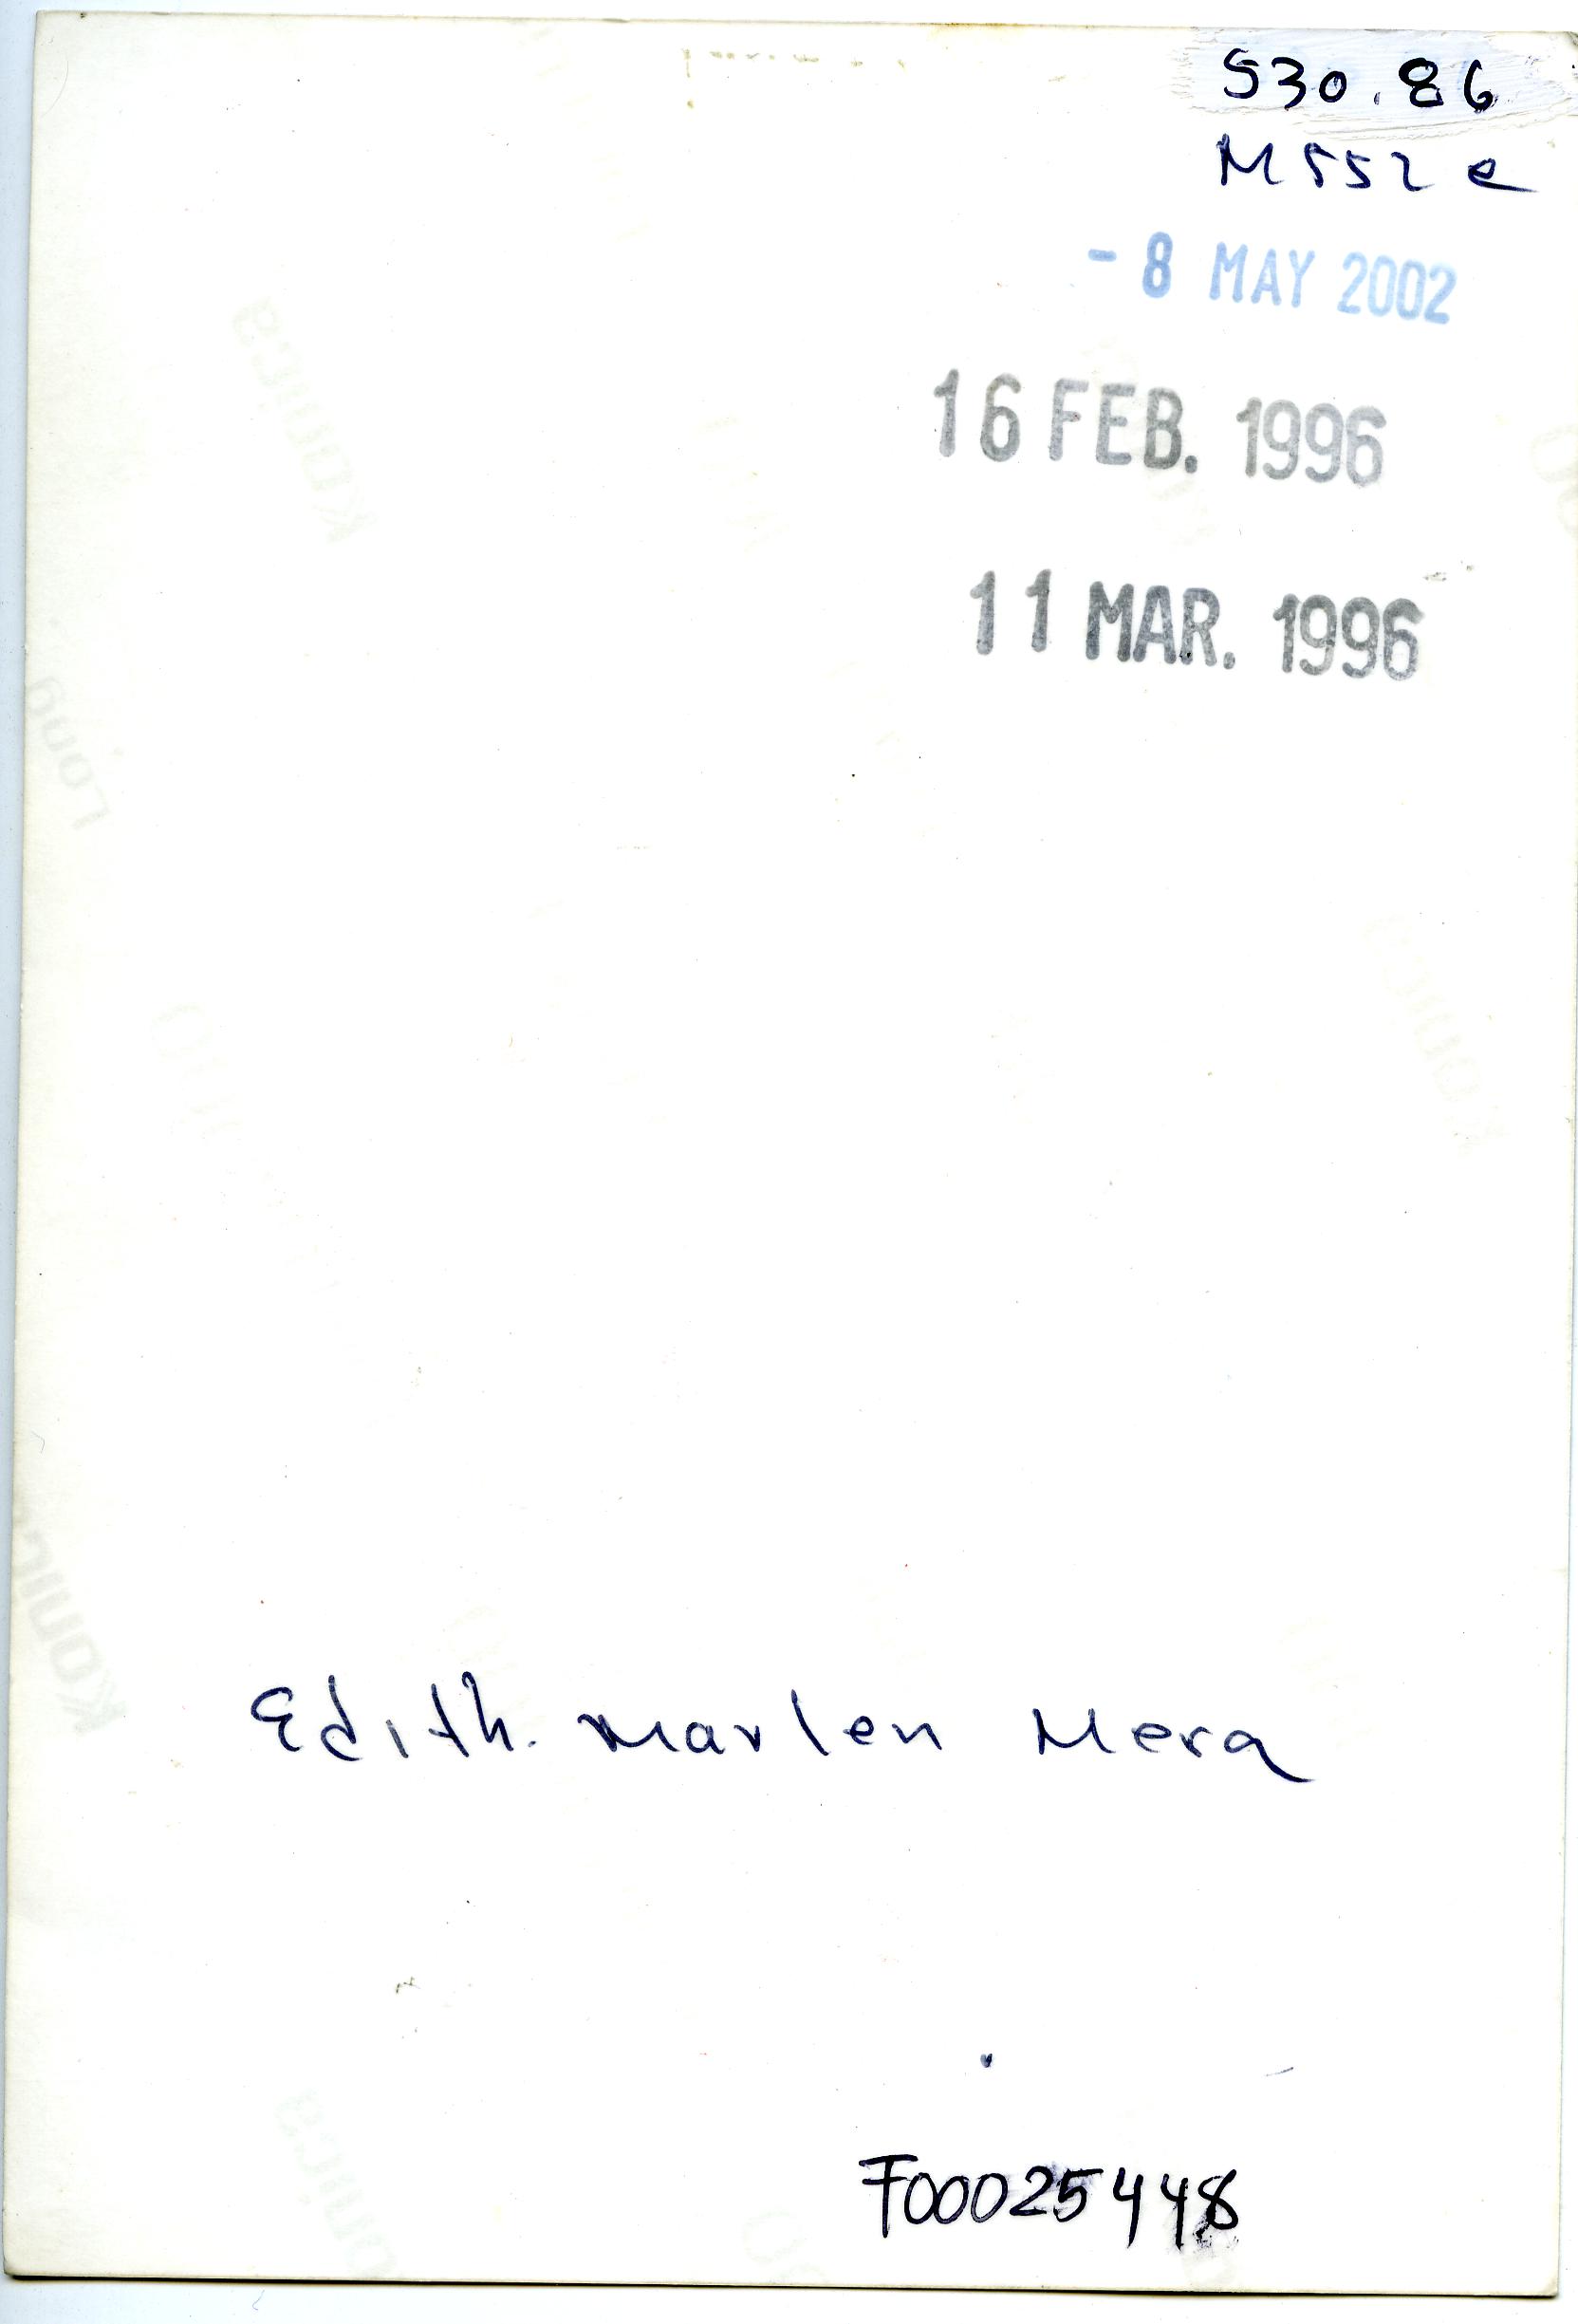 530.86
M552e
- 8 MAY 2002
16 FEB. 1996
11 MAR. 1996
Edith. Marlen Mera
F00025448